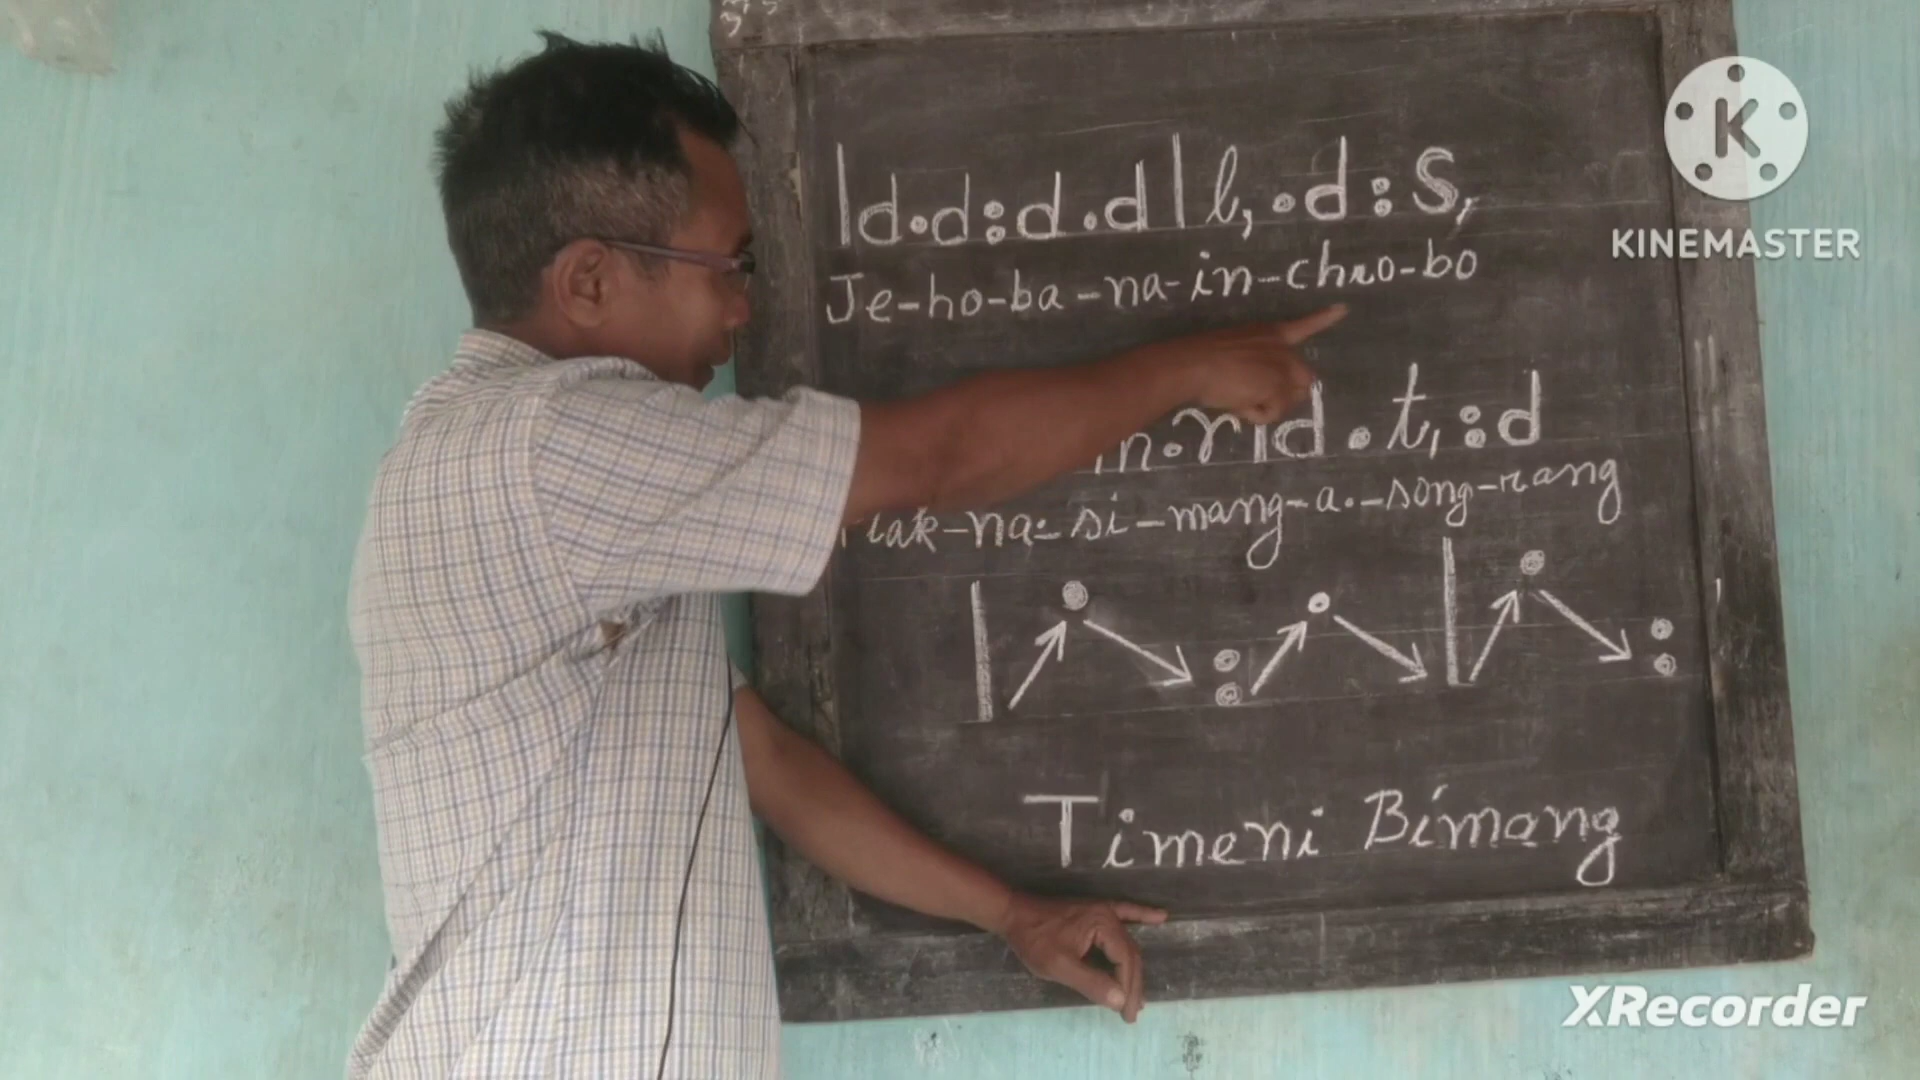 |d.d:d.d|l,.d:s,
Je-ho-ba-na-in-chro-bo
m.r|d.t,:d
lak-na-si-mang-a.-song-rang
Timeni Bimang
K
KINEMASTER
XRecorder